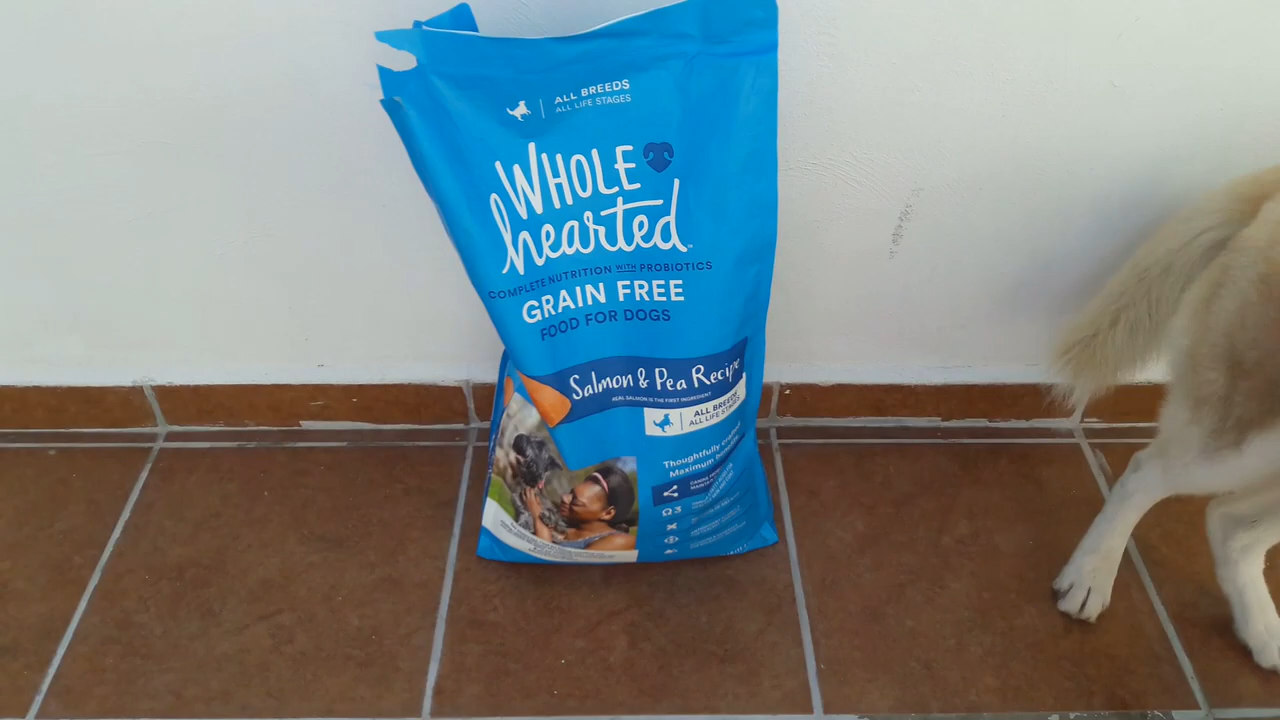 ALL BREEDS
ALL LIFE STAGES
WHOLE
hearted
COMPLETE NUTRITION WITH PROBIOTICS
GRAIN FREE
FOOD FOR DOGS
Salmon & Pea Recipe
REAL SALMON IS THE FIRST INGREDIENT
ALL BREEDS
ALL LIFE STAGES
Thoughtfully crafted
Maximum benefits
Ω3